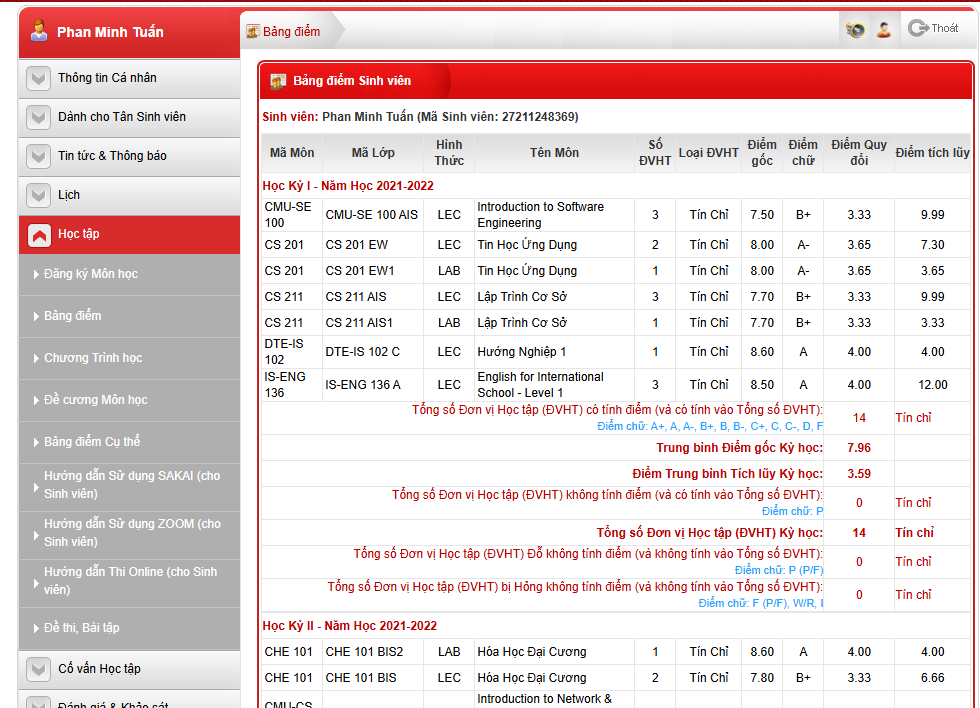 Phan Minh Tuấn
Bảng điểm
Thoát
Thông tin Cá nhân
Dành cho Tân Sinh viên
Tin tức & Thông báo
Lịch
Học tập
Đăng ký Môn học
Bảng điểm
Chương Trình học
Đề cương Môn học
Bảng điểm Cụ thể
Hướng dẫn Sử dụng SAKAI (cho
Sinh viên)
Hướng dẫn Sử dụng ZOOM (cho
Sinh viên)
Hướng dẫn Thi Online (cho Sinh
viên)
Đề thi, Bài tập
Cố vấn Học tập
Đánh giá & Khảo sát
Bảng điểm Sinh viên
Sinh viên: Phan Minh Tuấn (Mã Sinh viên: 27211248369)
Mã Môn Mã Lớp Hình Thức Tên Môn Số ĐVHT Loại ĐVHT Điểm gốc Điểm chữ Điểm Quy đổi Điểm tích lũy
Học Kỳ I - Năm Học 2021-2022
CMU-SE 100 CMU-SE 100 AIS LEC Introduction to Software Engineering 3 Tín Chỉ 7.50 B+ 3.33 9.99
CS 201 CS 201 EW LEC Tin Học Ứng Dụng 2 Tín Chỉ 8.00 A- 3.65 7.30
CS 201 CS 201 EW1 LAB Tin Học Ứng Dụng 1 Tín Chỉ 8.00 A- 3.65 3.65
CS 211 CS 211 AIS LEC Lập Trình Cơ Sở 3 Tín Chỉ 7.70 B+ 3.33 9.99
CS 211 CS 211 AIS1 LAB Lập Trình Cơ Sở 1 Tín Chỉ 7.70 B+ 3.33 3.33
DTE-IS 102 DTE-IS 102 C LEC Hướng Nghiệp 1 1 Tín Chỉ 8.60 A 4.00 4.00
IS-ENG 136 IS-ENG 136 A LEC English for International School - Level 1 3 Tín Chỉ 8.50 A 4.00 12.00
Tổng số Đơn vị Học tập (ĐVHT) có tính điểm (và có tính vào Tổng số ĐVHT): 14 Tín chỉ
Điểm chữ: A+, A, A-, B+, B, B-, C+, C, C-, D, F
Trung bình Điểm gốc Kỳ học: 7.96
Điểm Trung bình Tích lũy Kỳ học: 3.59
Tổng số Đơn vị Học tập (ĐVHT) không tính điểm (và có tính vào Tổng số ĐVHT): 0 Tín chỉ
Điểm chữ: P
Tổng số Đơn vị Học tập (ĐVHT) Kỳ học: 14 Tín chỉ
Tổng số Đơn vị Học tập (ĐVHT) Đỗ không tính điểm (và không tính vào Tổng số ĐVHT): 0 Tín chỉ
Điểm chữ: P (P/F)
Tổng số Đơn vị Học tập (ĐVHT) bị Hỏng không tính điểm (và không tính vào Tổng số ĐVHT): 0 Tín chỉ
Điểm chữ: F (P/F), W/R, I
Học Kỳ II - Năm Học 2021-2022
CHE 101 CHE 101 BIS2 LAB Hóa Học Đại Cương 1 Tín Chỉ 8.60 A 4.00 4.00
CHE 101 CHE 101 BIS LEC Hóa Học Đại Cương 2 Tín Chỉ 7.80 B+ 3.33 6.66
CMU-CS Introduction to Network &